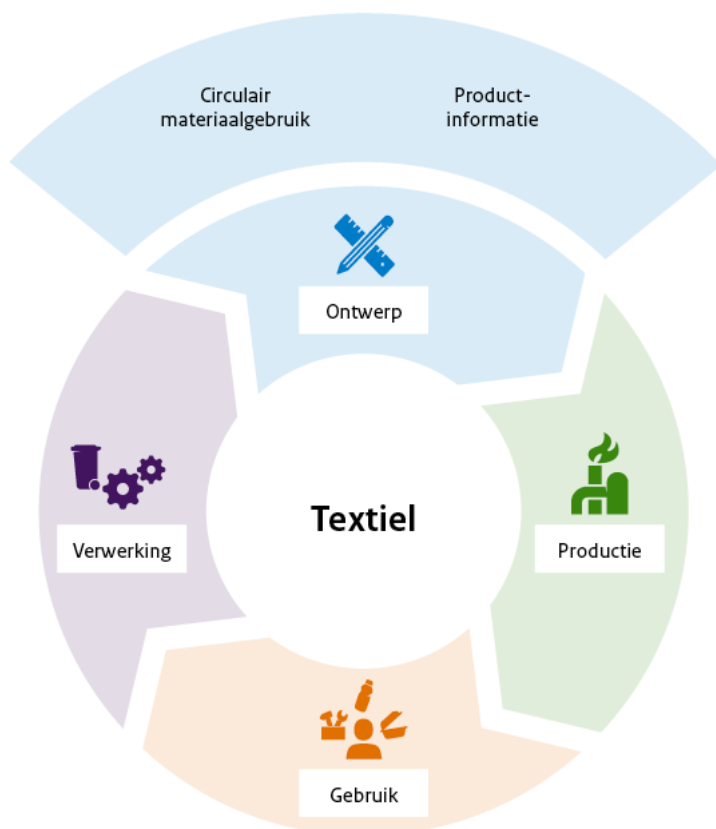 Circulair
materiaalgebruik
Product-
informatie
Ontwerp
Textiel
Verwerking
Productie
Gebruik